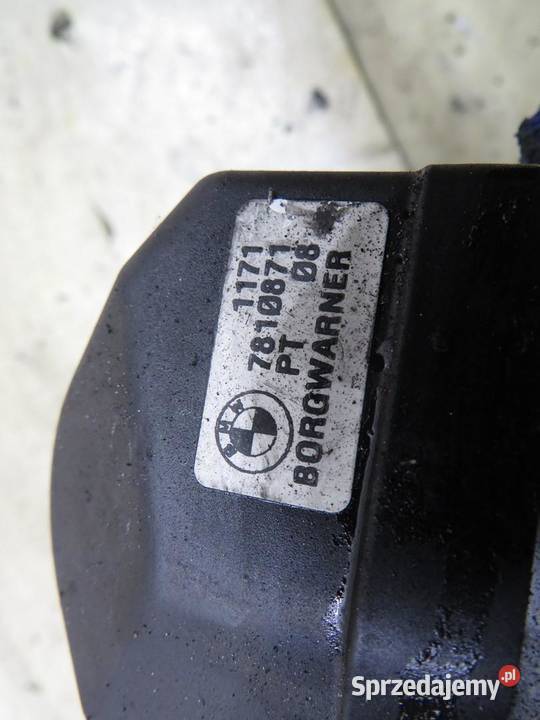 1171
7810871
PT 08
BMW
BORGWARNER
Sprzedajemy.pl